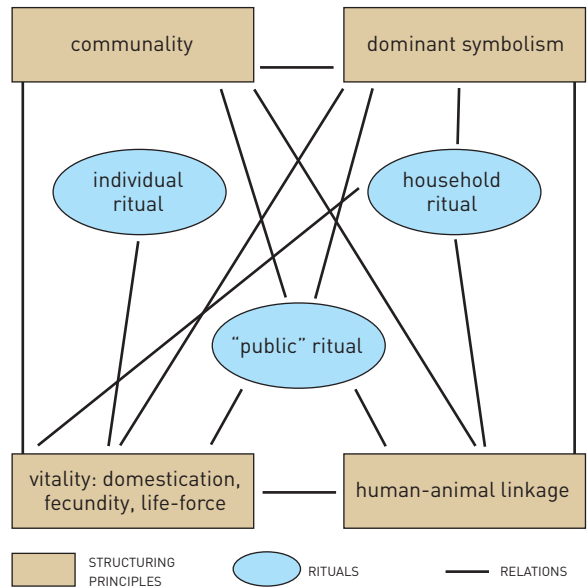 communality
dominant symbolism
individual
ritual
household
ritual
“public” ritual
vitality: domestication,
fecundity, life-force
human-animal linkage
STRUCTURING
PRINCIPLES
RITUALS
RELATIONS